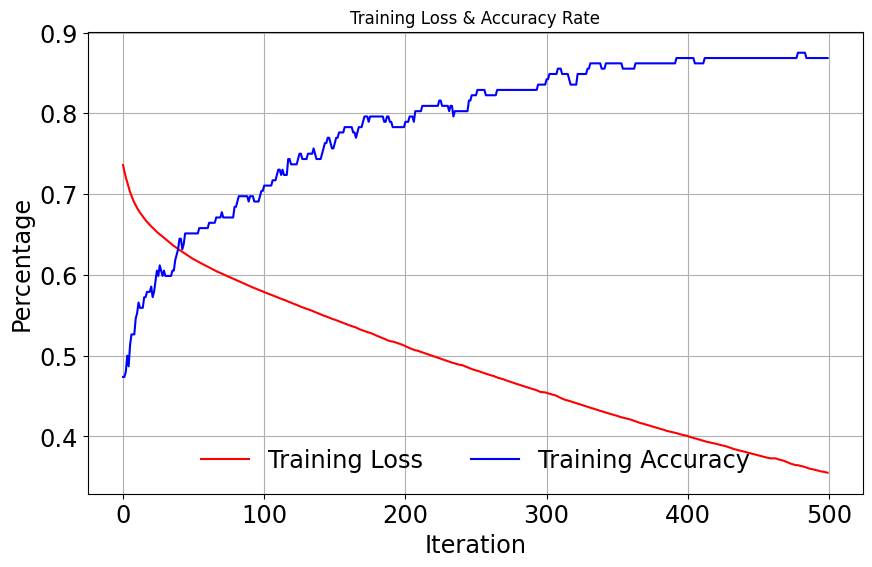 Training Loss & Accuracy Rate
0.9
0.8
0.7
0.6
0.5
0.4
Percentage
Training Loss
Training Accuracy
0 100 200 300 400 500
Iteration